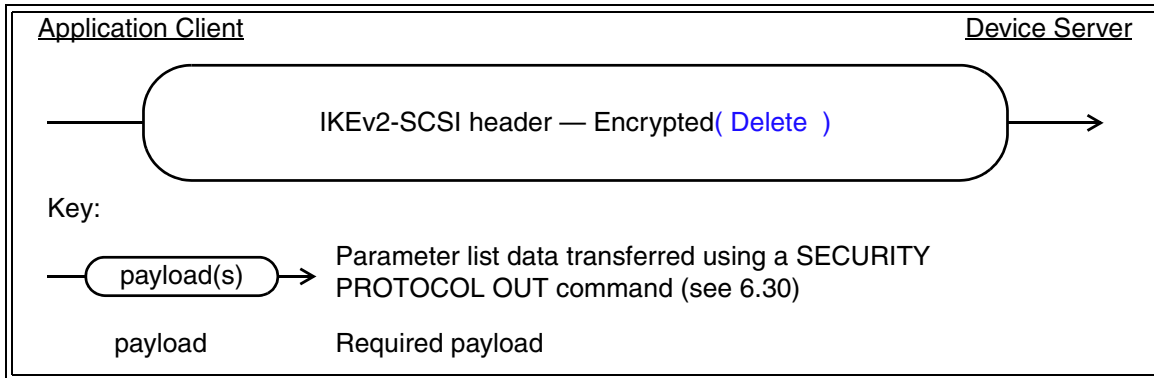 Application Client Device Server
IKEv2-SCSI header — Encrypted( Delete )
Key:
payload(s) Parameter list data transferred using a SECURITY
PROTOCOL OUT command (see 6.30)
payload Required payload